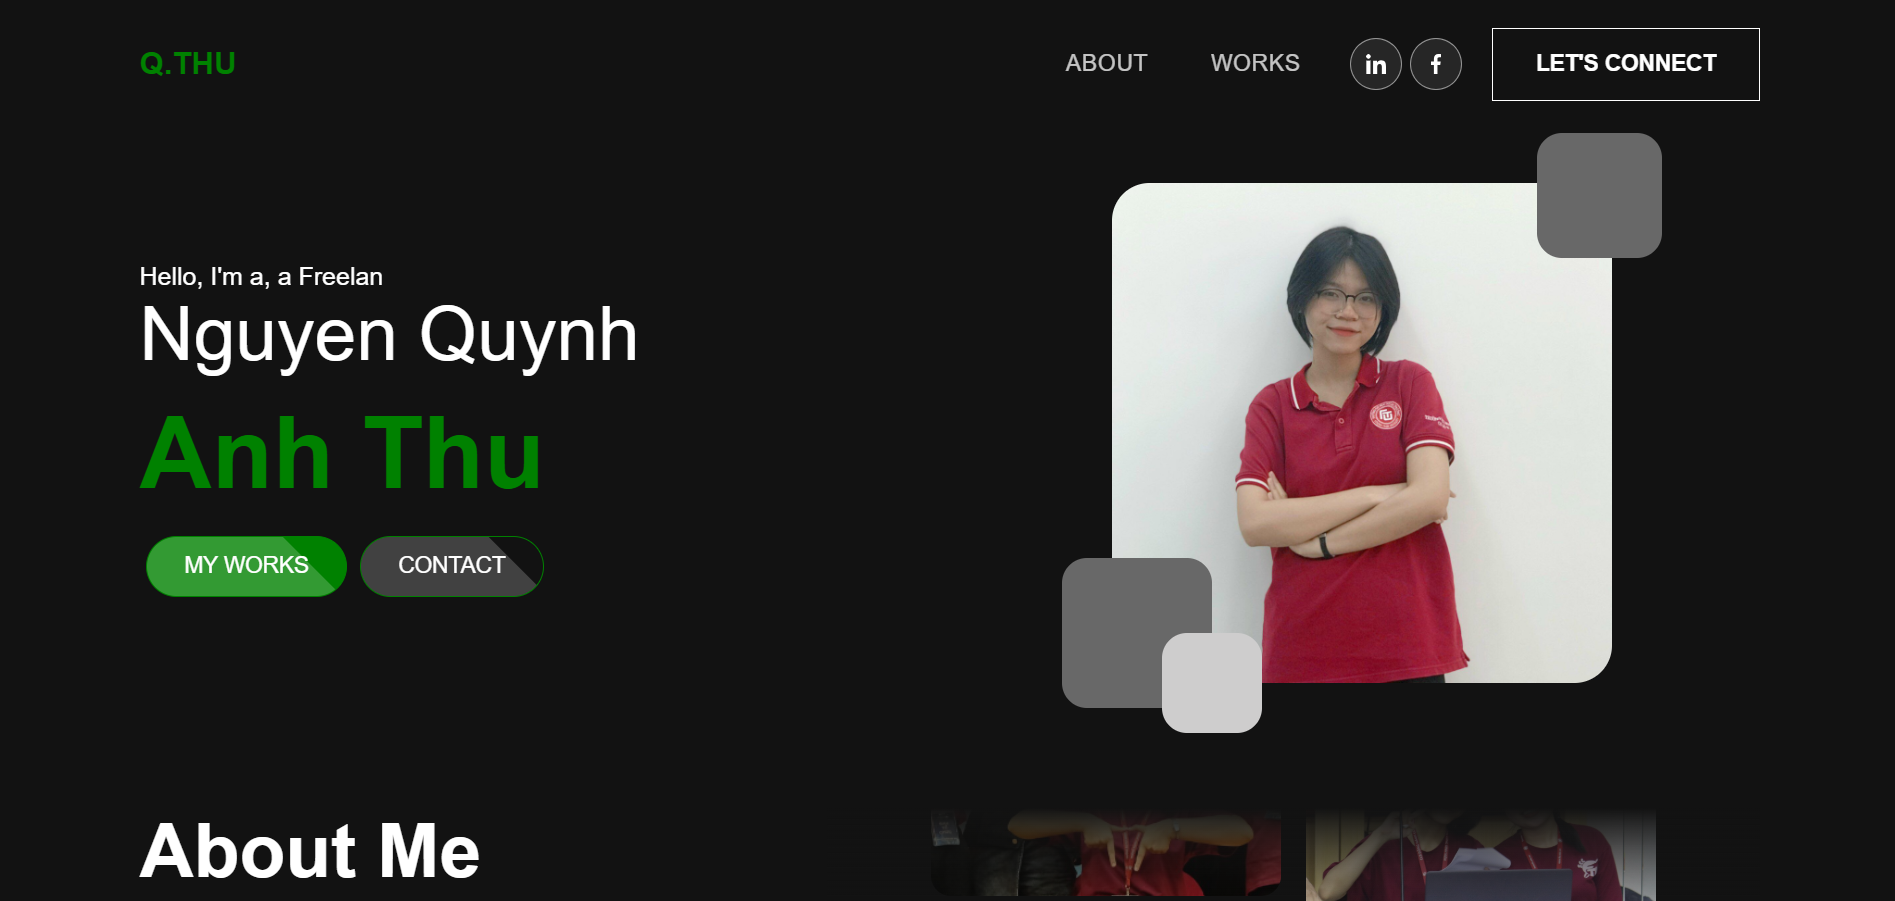 Q.THU
ABOUT
WORKS
in
f
LET'S CONNECT
Hello, I'm a, a Freelan
Nguyen Quynh
Anh Thu
MY WORKS
CONTACT
About Me